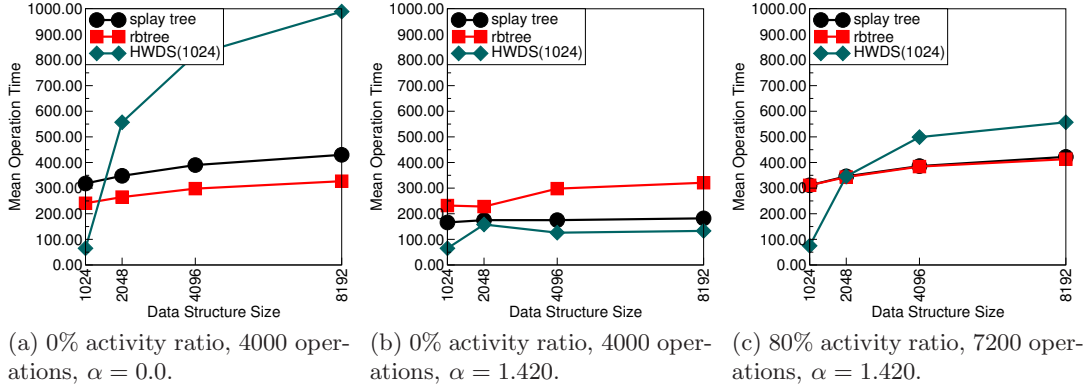 1000.00
900.00
800.00
700.00
600.00
500.00
400.00
300.00
200.00
100.00
0.00
Mean Operation Time
splay tree
rbtree
HWDS(1024)
1024
2048
4096
8192
Data Structure Size
(a) 0% activity ratio, 4000 oper-
ations, α = 0.0.
1000.00
900.00
800.00
700.00
600.00
500.00
400.00
300.00
200.00
100.00
0.00
Mean Operation Time
splay tree
rbtree
HWDS(1024)
1024
2048
4096
8192
Data Structure Size
(b) 0% activity ratio, 4000 oper-
ations, α = 1.420.
1000.00
900.00
800.00
700.00
600.00
500.00
400.00
300.00
200.00
100.00
0.00
Mean Operation Time
splay tree
rbtree
HWDS(1024)
1024
2048
4096
8192
Data Structure Size
(c) 80% activity ratio, 7200 oper-
ations, α = 1.420.